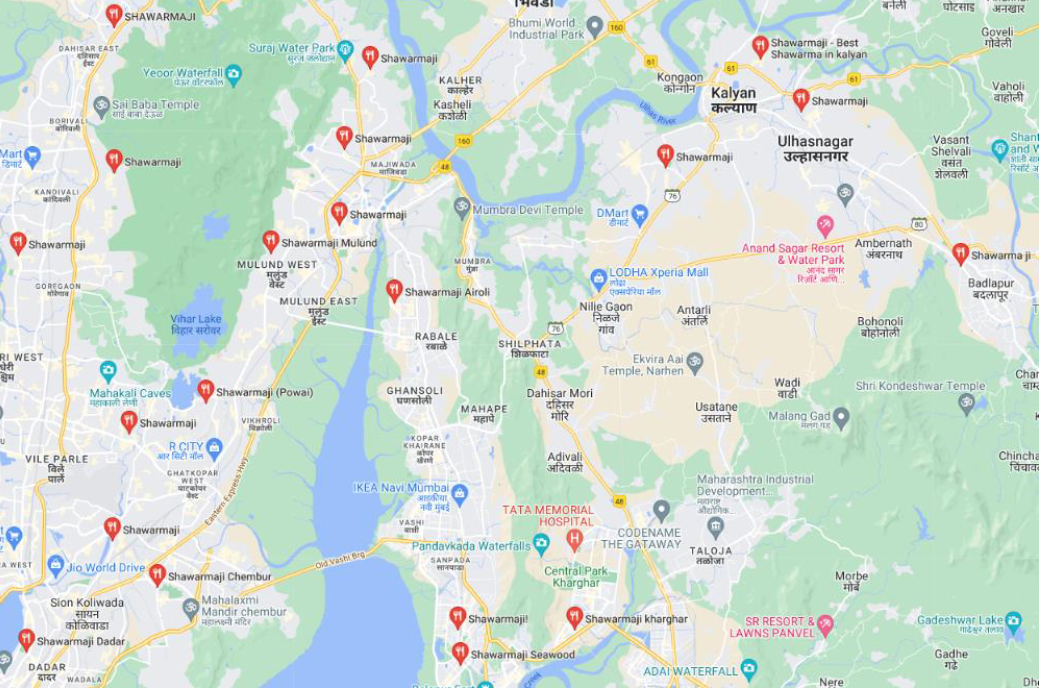 भिवंडी
SHAWARMAJI
Bhumi World
Industrial Park
160
बनेली
पोटसाड
अनखार
Goveli
गोवेली
DAHISAR EAST
दहिसर
ईस्ट
Suraj Water Park
सुरज जलोद्यान
Shawarmaji
Shawarmaji - Best
Shawarma in kalyan
61
61
61
Yeoor Waterfall
KALHER
काल्हेर
Kongaon
कोनगोन
Kalyan
कल्याण
Shawarmaji
Vaholi
वाहोली
Sai Baba Temple
साई बाबा देऊळ
Kasheli
कशेळी
Ulhas River
BORIVALI
बोरिवली
Shawarmaji
160
Ulhasnagar
उल्हासनगर
Vasant
Shelvali
वसंत
शेलवली
Mart
डिमार्ट
Shawarmaji
MAJIWADA
माजिवडा
48
Shawarmaji
KANDIVALI
कांदिवली
76
Shawarmaji
Mumbra Devi Temple
DMart
डीमार्ट
80
Shawarmaji
Shawarmaji Mulund
Anand Sagar Resort
& Water Park
आनंद सागर
रिसॉर्ट अँड...
Ambernath
अंबरनाथ
Shawarma ji
MULUND WEST
मुलुंड
वेस्ट
MUMBRA
मुंब्रा
LODHA Xperia Mall
लोढा
एक्सपेरिया मॉल
Badlapur
बदलापूर
GOREGAON
गोरेगाव
Shawarmaji Airoli
MULUND EAST
मुलुंड
ईस्ट
Nilje Gaon
निळजे
गांव
Antarli
अंतर्लि
Vihar Lake
विहार सरोवर
Bohonoli
बोहोनोली
76
RABALE
रबाळे
SHILPHATA
शिळफाटा
RI WEST
Ekvira Aai
Temple, Narhen
48
Mahakali Caves
महाकाली लेणी
Shawarmaji (Powai)
GHANSOLI
घणसोली
Dahisar Mori
दहिसर
मोरि
Wadi
वाडी
Shri Kondeshwar Temple
MAHAPE
महापे
Usatane
उसताने
Malang Gad
मलंग गड
Shawarmaji
VIKHROLI
विक्रोळी
R CITY
आर सिटी मॉल
KOPAR
KHAIRANE
कोपर
खैरणे
VILE PARLE
विले
पार्ले
Adivali
अदिवळी
Chincha
चिंचाव
GHATKOPAR
WEST
घाटकोपर
वेस्ट
Eastern Express Hwy
IKEA Navi Mumbai
आयकीया
नवी मुंबई
Maharashtra Industrial
Development...
महाराष्ट्र
औद्योगिक...
48
TATA MEMORIAL
HOSPITAL
Shawarmaji
VASHI
वाशी
CODENAME
THE GATAWAY
Pandavkada Waterfalls
TALOJA
तळोजा
Old Vashi Brg
SANPADA
सानपाडा
Jio World Drive
Shawarmaji Chembur
Central Park
Kharghar
Morbe
मोर्बे
Sion Koliwada
सायन
कोळिवाडा
Mahalaxmi
Mandir chembur
महालक्ष्मी मंदिर
Shawarmaji!
Shawarmaji kharghar
SR RESORT &
LAWNS PANVEL
Gadeshwar Lake
गाढेश्वर तलाव
Shawarmaji Dadar
Shawarmaji Seawood
Gadhe
गढे
DADAR
दादर
WADALA
ADAI WATERFALL
Creek
Nere